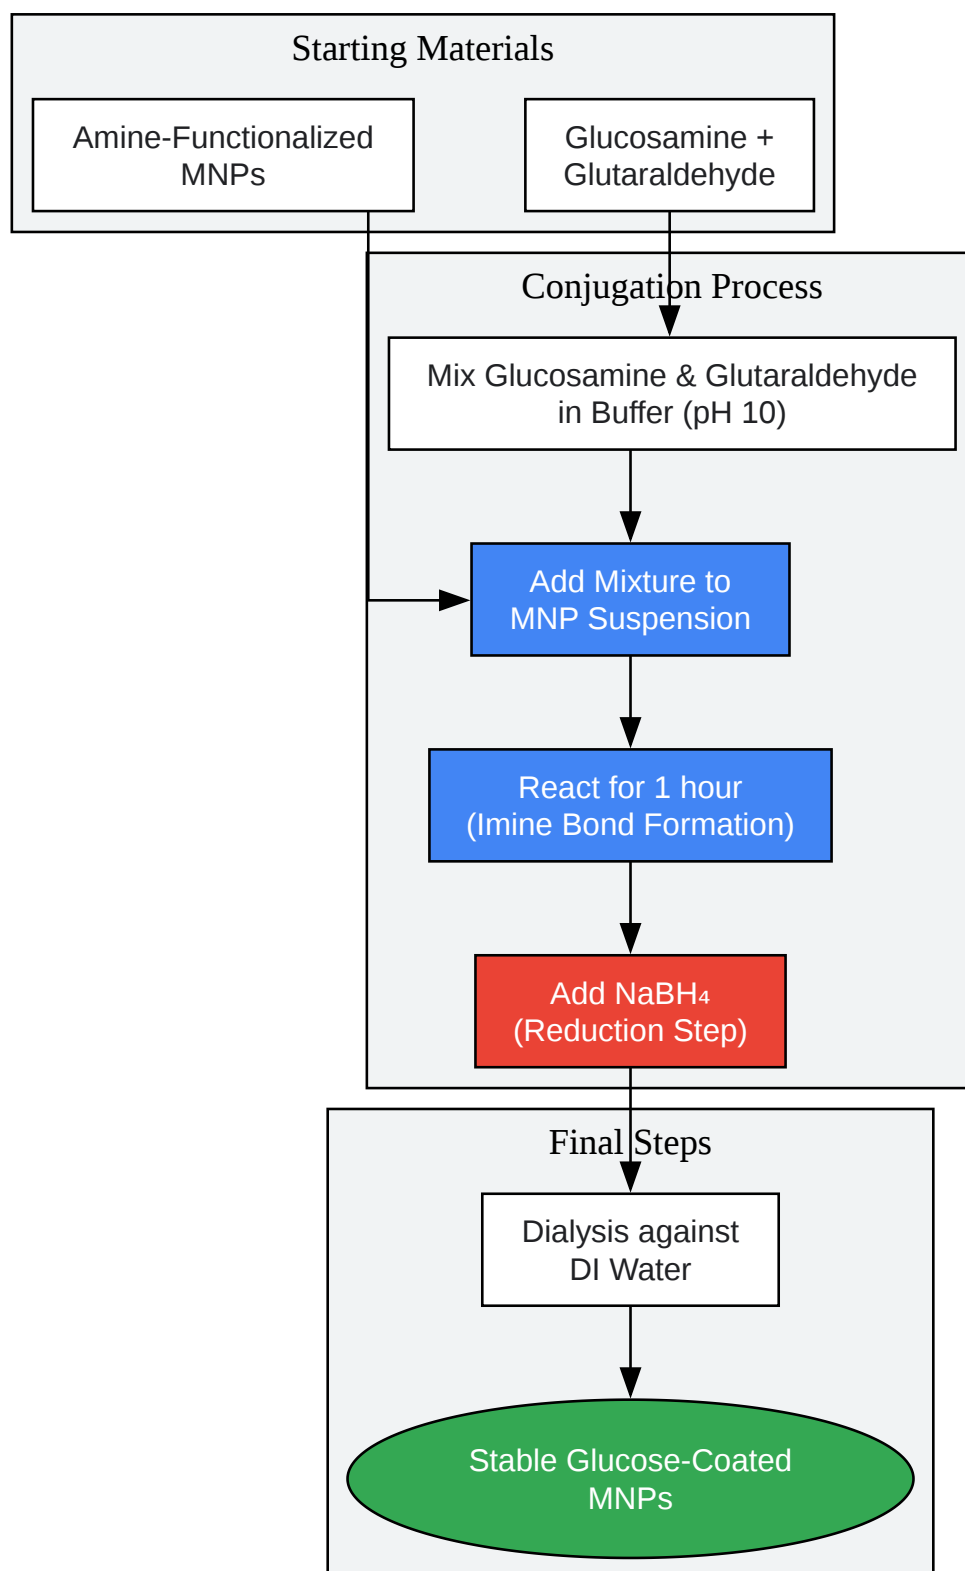 Starting Materials
Amine-Functionalized
MNPs
Glucosamine +
Glutaraldehyde
Conjugation Process
Mix Glucosamine & Glutaraldehyde
in Buffer (pH 10)
Add Mixture to
MNP Suspension
React for 1 hour
(Imine Bond Formation)
Add NaBH₄
(Reduction Step)
Final Steps
Dialysis against
DI Water
Stable Glucose-Coated
MNPs